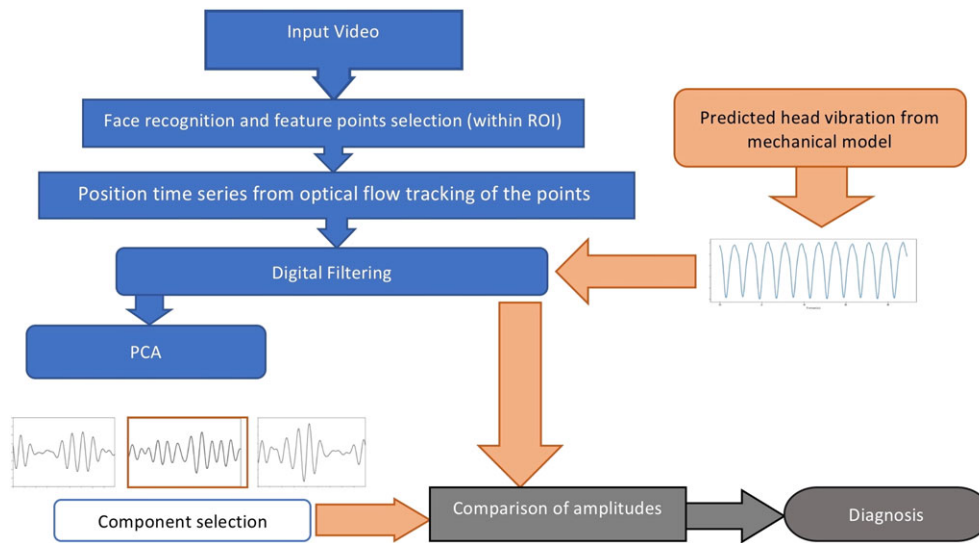 Input Video
Face recognition and feature points selection (within ROI)
Predicted head vibration from
mechanical model
Position time series from optical flow tracking of the points
Digital Filtering
PCA
Component selection
Comparison of amplitudes
Diagnosis